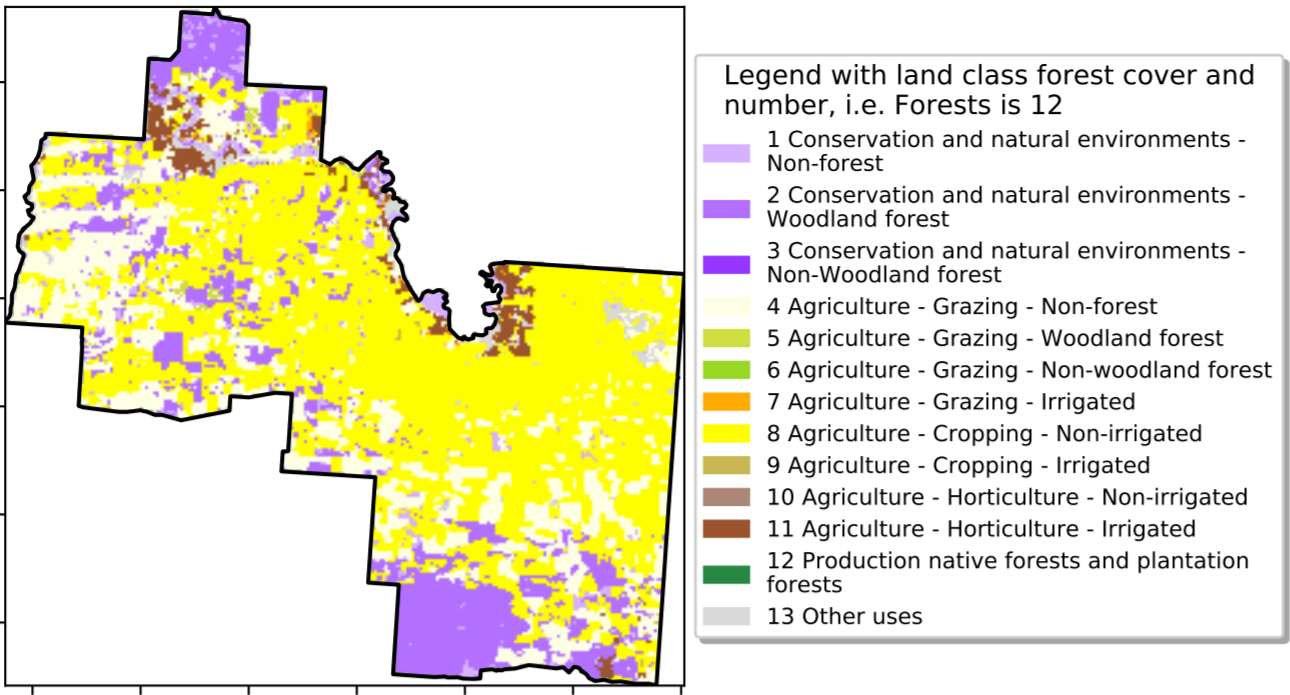 Legend with land class forest cover and
number, i.e. Forests is 12
1 Conservation and natural environments -
Non-forest
2 Conservation and natural environments -
Woodland forest
3 Conservation and natural environments -
Non-Woodland forest
4 Agriculture - Grazing - Non-forest
5 Agriculture - Grazing - Woodland forest
6 Agriculture - Grazing - Non-woodland forest
7 Agriculture - Grazing - Irrigated
8 Agriculture - Cropping - Non-irrigated
9 Agriculture - Cropping - Irrigated
10 Agriculture - Horticulture - Non-irrigated
11 Agriculture - Horticulture - Irrigated
12 Production native forests and plantation
forests
13 Other uses